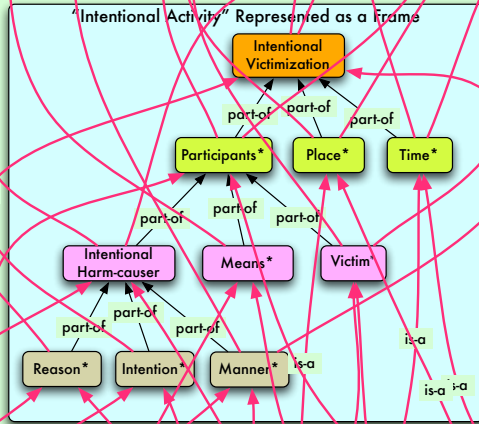 “Intentional Activity” Represented as a Frame
Intentional
Victimization
part-of
part-of
part-of
Participants*
Place*
Time*
part-of
part-of
part-of
Intentional
Harm-causer
Means*
Victim*
part-of
part-of
part-of
is-a
Reason*
Intention*
Manner*
is-a
is-a
is-a